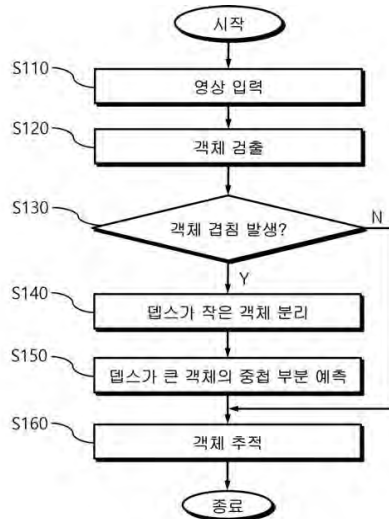 시작
S110
영상 입력
S120
객체 검출
S130
객체 겹침 발생?
N
Y
S140
뎁스가 작은 객체 분리
S150
뎁스가 큰 객체의 중첩 부분 예측
S160
객체 추적
종료